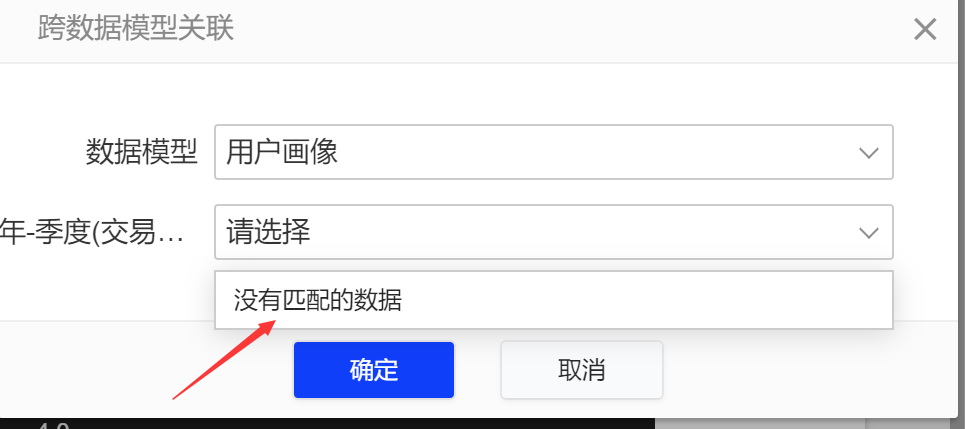 跨数据模型关联
数据模型 用户画像
年-季度(交易… 请选择
没有匹配的数据
确定 取消